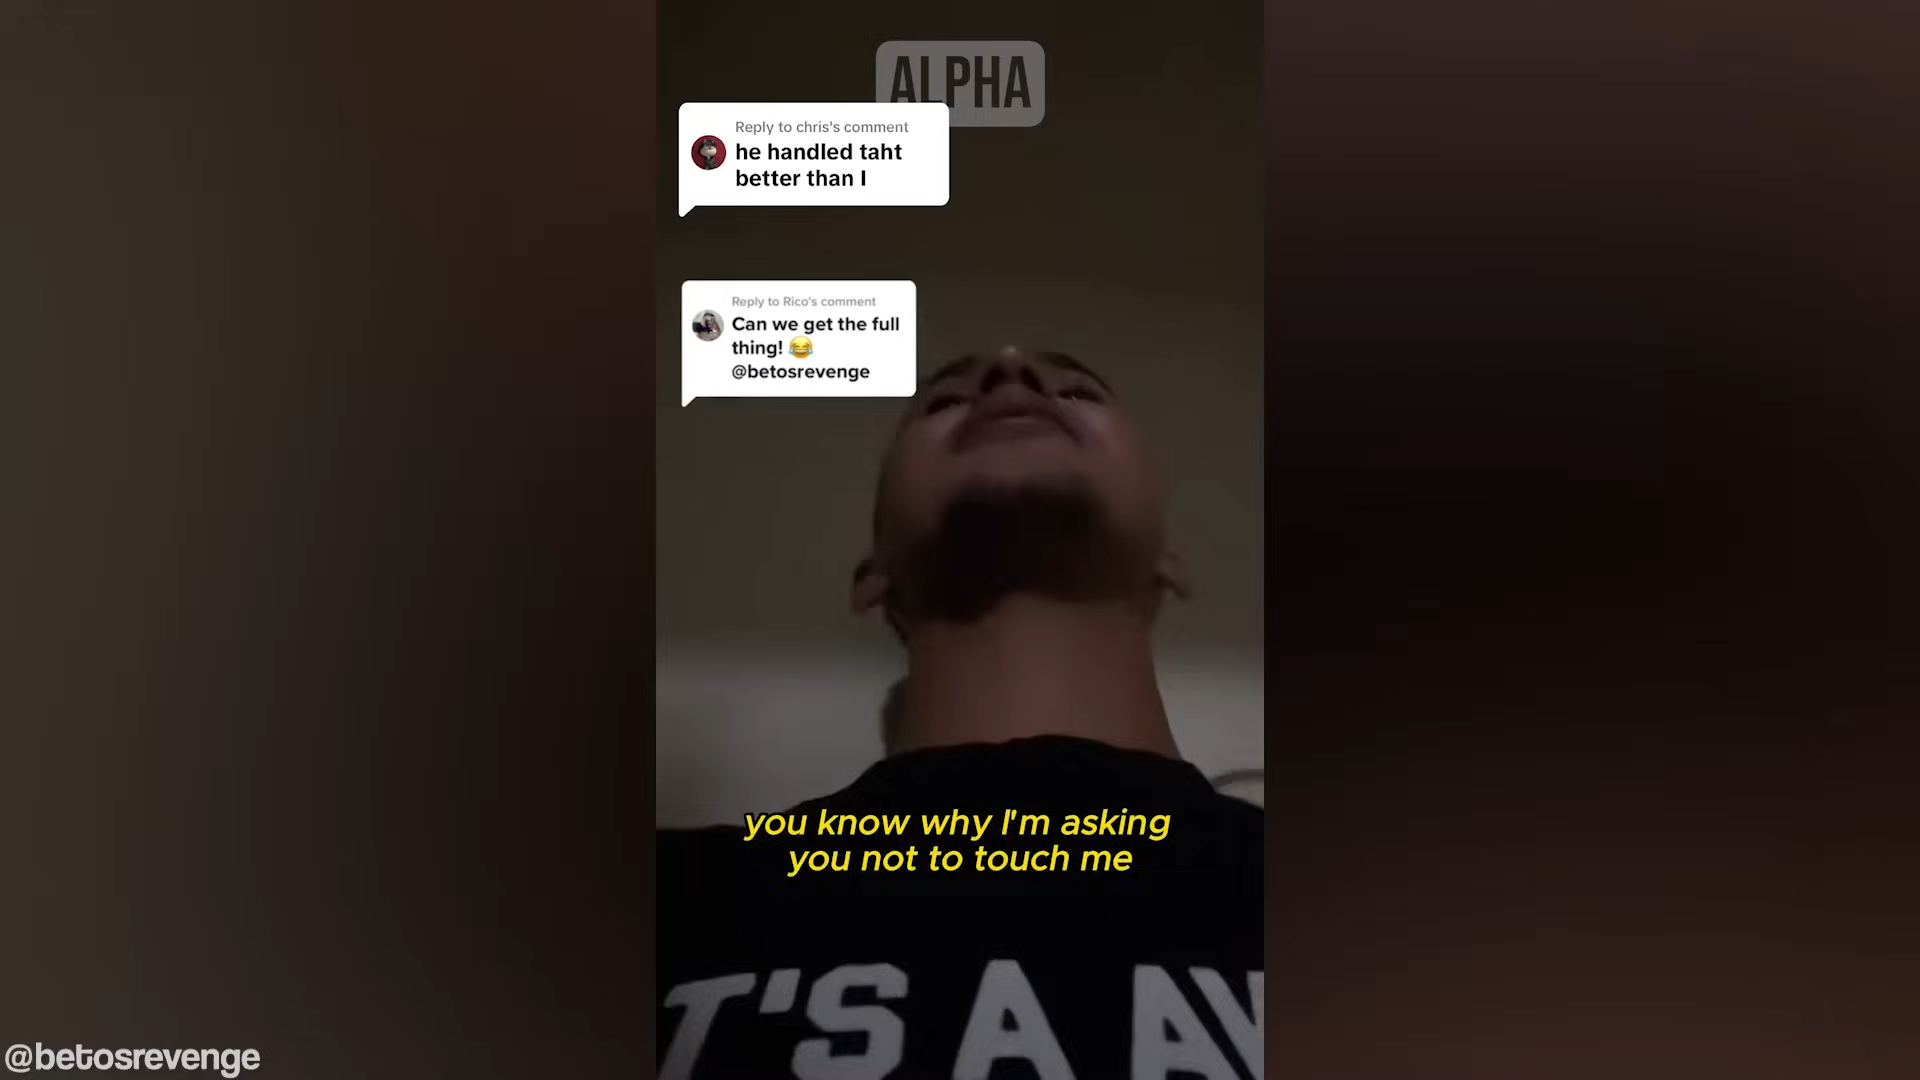 ALPHA
Reply to chris's comment
he handled taht
better than I
Reply to Rico's comment
Can we get the full
thing! 😂
@betosrevenge
you know why I'm asking
you not to touch me
T'S A AW
@betosrevenge